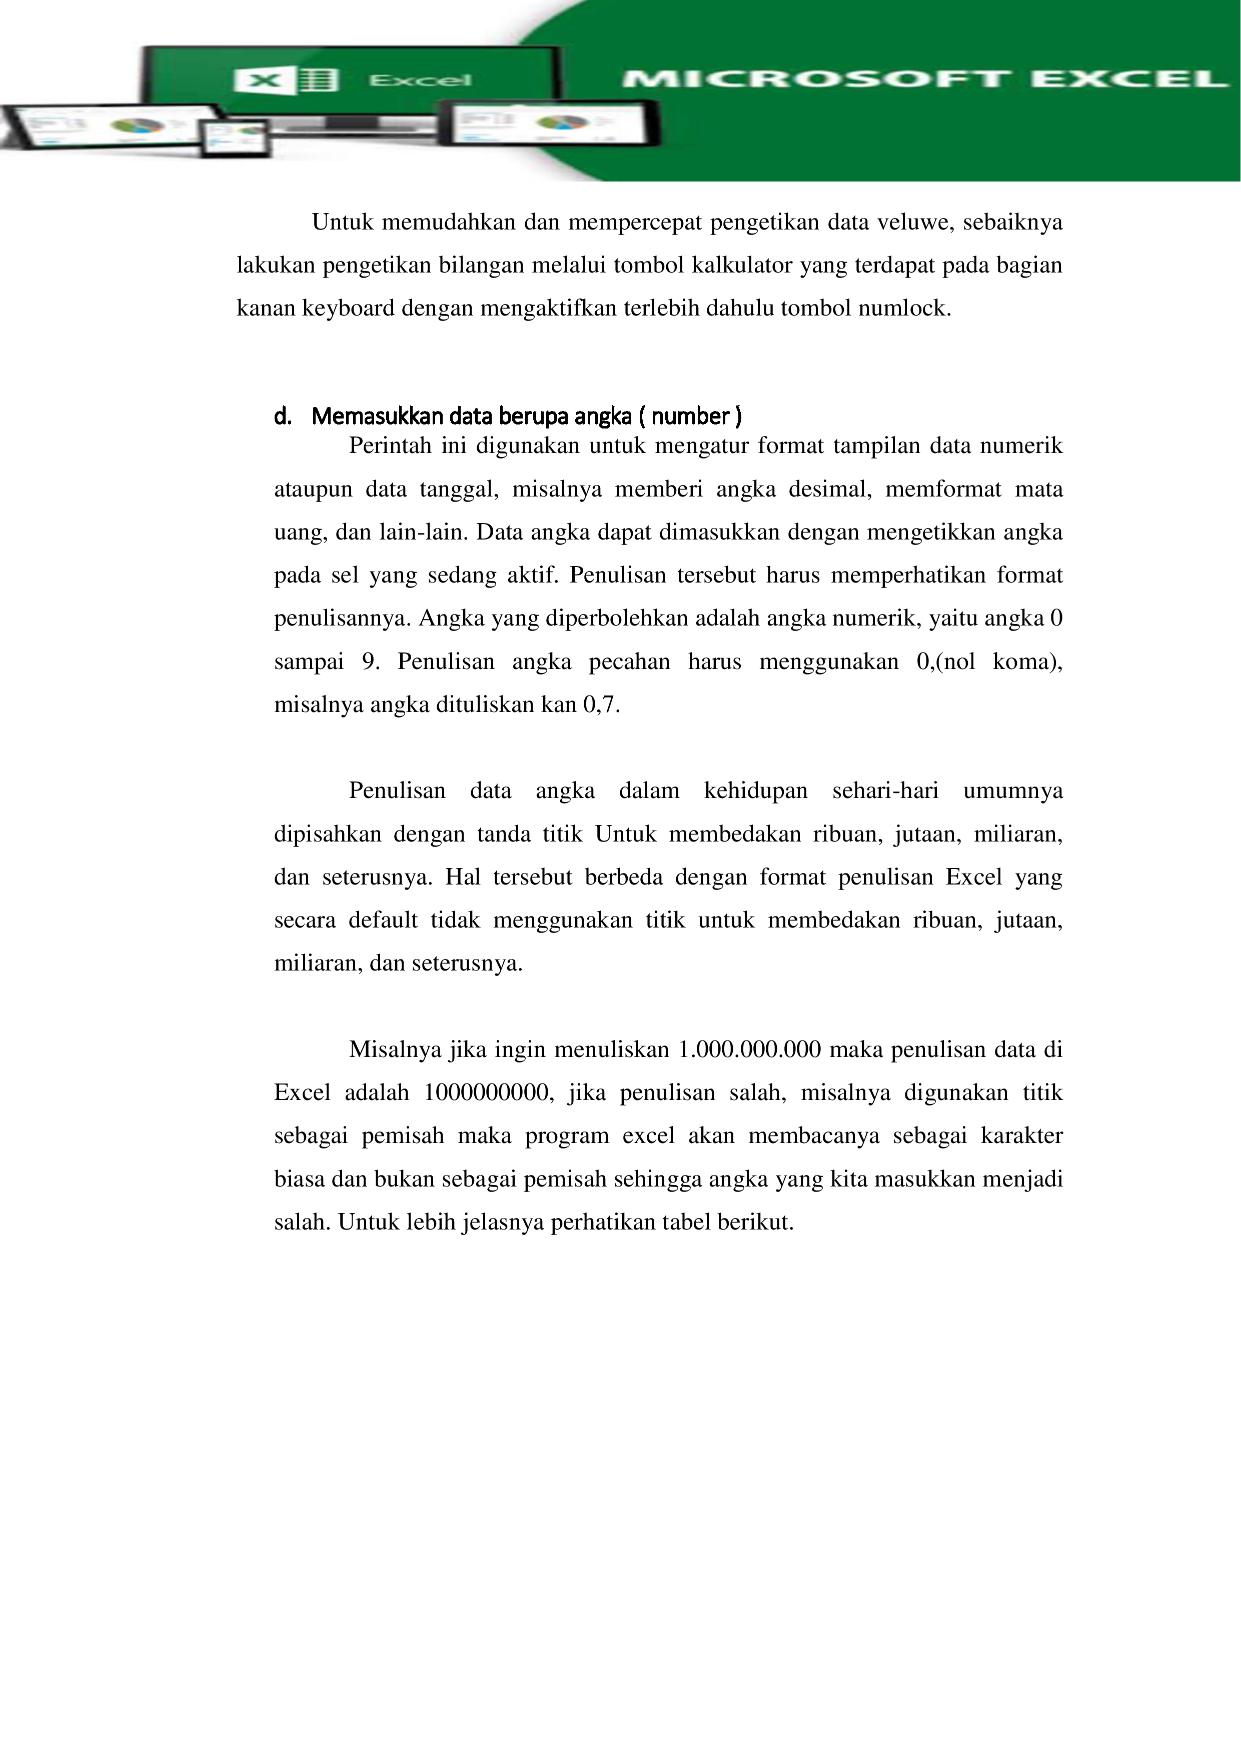 Excel
MICROSOFT EXCEL
Untuk memudahkan dan mempercepat pengetikan data veluwe, sebaiknya
lakukan pengetikan bilangan melalui tombol kalkulator yang terdapat pada bagian
kanan keyboard dengan mengaktifkan terlebih dahulu tombol numlock.
d. Memasukkan data berupa angka ( number )
Perintah ini digunakan untuk mengatur format tampilan data numerik
ataupun data tanggal, misalnya memberi angka desimal, memformat mata
uang, dan lain-lain. Data angka dapat dimasukkan dengan mengetikkan angka
pada sel yang sedang aktif. Penulisan tersebut harus memperhatikan format
penulisannya. Angka yang diperbolehkan adalah angka numerik, yaitu angka 0
sampai 9. Penulisan angka pecahan harus menggunakan 0,(nol koma),
misalnya angka dituliskan kan 0,7.
Penulisan data angka dalam kehidupan sehari-hari umumnya
dipisahkan dengan tanda titik Untuk membedakan ribuan, jutaan, miliaran,
dan seterusnya. Hal tersebut berbeda dengan format penulisan Excel yang
secara default tidak menggunakan titik untuk membedakan ribuan, jutaan,
miliaran, dan seterusnya.
Misalnya jika ingin menuliskan 1.000.000.000 maka penulisan data di
Excel adalah 1000000000, jika penulisan salah, misalnya digunakan titik
sebagai pemisah maka program excel akan membacanya sebagai karakter
biasa dan bukan sebagai pemisah sehingga angka yang kita masukkan menjadi
salah. Untuk lebih jelasnya perhatikan tabel berikut.